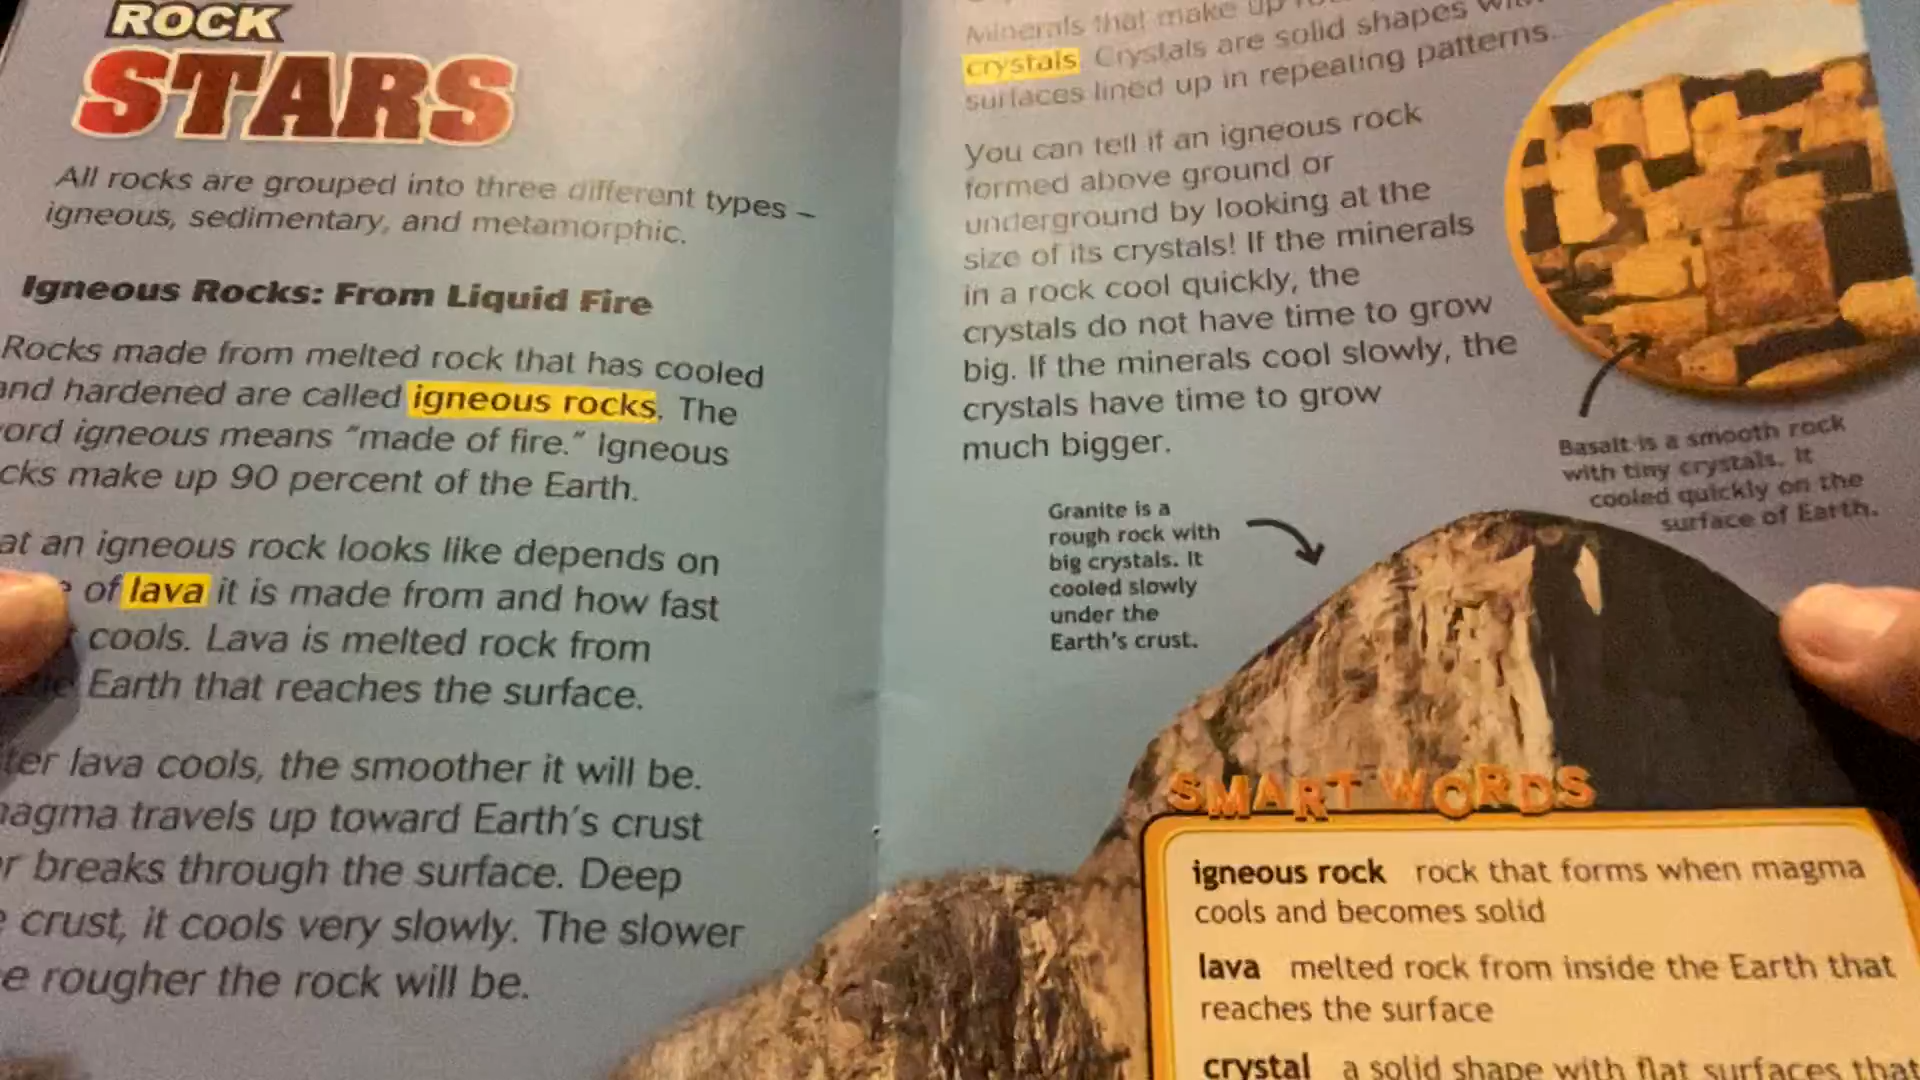 ROCK
STARS
All rocks are grouped into three different types –
igneous, sedimentary, and metamorphic.
Igneous Rocks: From Liquid Fire
Rocks made from melted rock that has cooled
and hardened are called igneous rocks. The
ord igneous means “made of fire.” Igneous
cks make up 90 percent of the Earth.
at an igneous rock looks like depends on
of lava it is made from and how fast
cools. Lava is melted rock from
Earth that reaches the surface.
ter lava cools, the smoother it will be.
magma travels up toward Earth’s crust
r breaks through the surface. Deep
crust, it cools very slowly. The slower
e rougher the rock will be.
Minerals that make up
crystals. Crystals are solid shapes
surfaces lined up in repeating patterns.
You can tell if an igneous rock
formed above ground or
underground by looking at the
size of its crystals! If the minerals
in a rock cool quickly, the
crystals do not have time to grow
big. If the minerals cool slowly, the
crystals have time to grow
much bigger.
Basalt is a smooth rock
with tiny crystals. It
cooled quickly on the
surface of Earth.
Granite is a
rough rock with
big crystals. It
cooled slowly
under the
Earth’s crust.
SMART WORDS
igneous rock rock that forms when magma
cools and becomes solid
lava melted rock from inside the Earth that
reaches the surface
crystal a solid shape with flat surfaces that